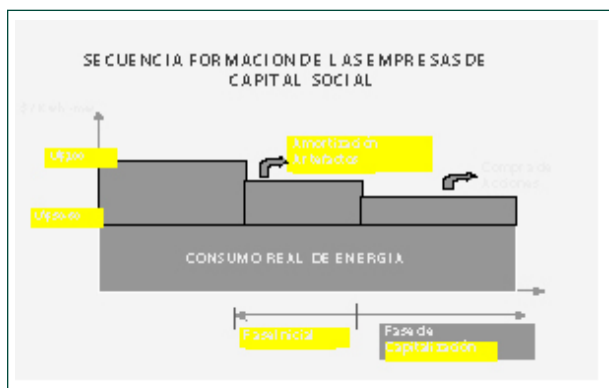 SECUENCIA FORMACION DE LAS EMPRESAS DE
CAPITAL SOCIAL
Amortización
Artefactos
Compra de
Acciones
CONSUMO REAL DE ENERGIA
Fase Inicial
Fase de
Capitalización